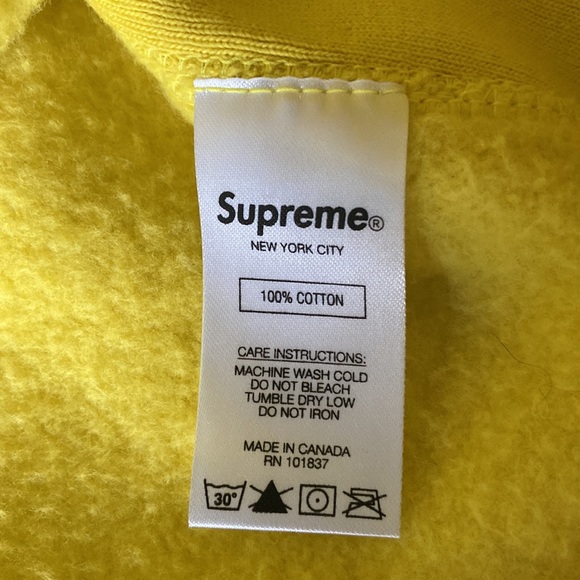 Supreme®
NEW YORK CITY
100% COTTON
CARE INSTRUCTIONS:
MACHINE WASH COLD
DO NOT BLEACH
TUMBLE DRY LOW
DO NOT IRON
MADE IN CANADA
RN 101837
30°